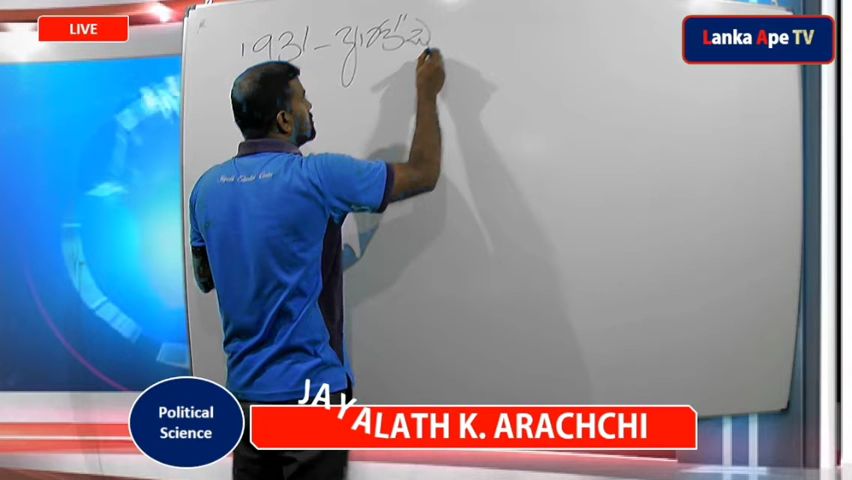 LIVE
Lanka Ape TV
1931 -
Political
Science
JAYALATH K. ARACHCHI